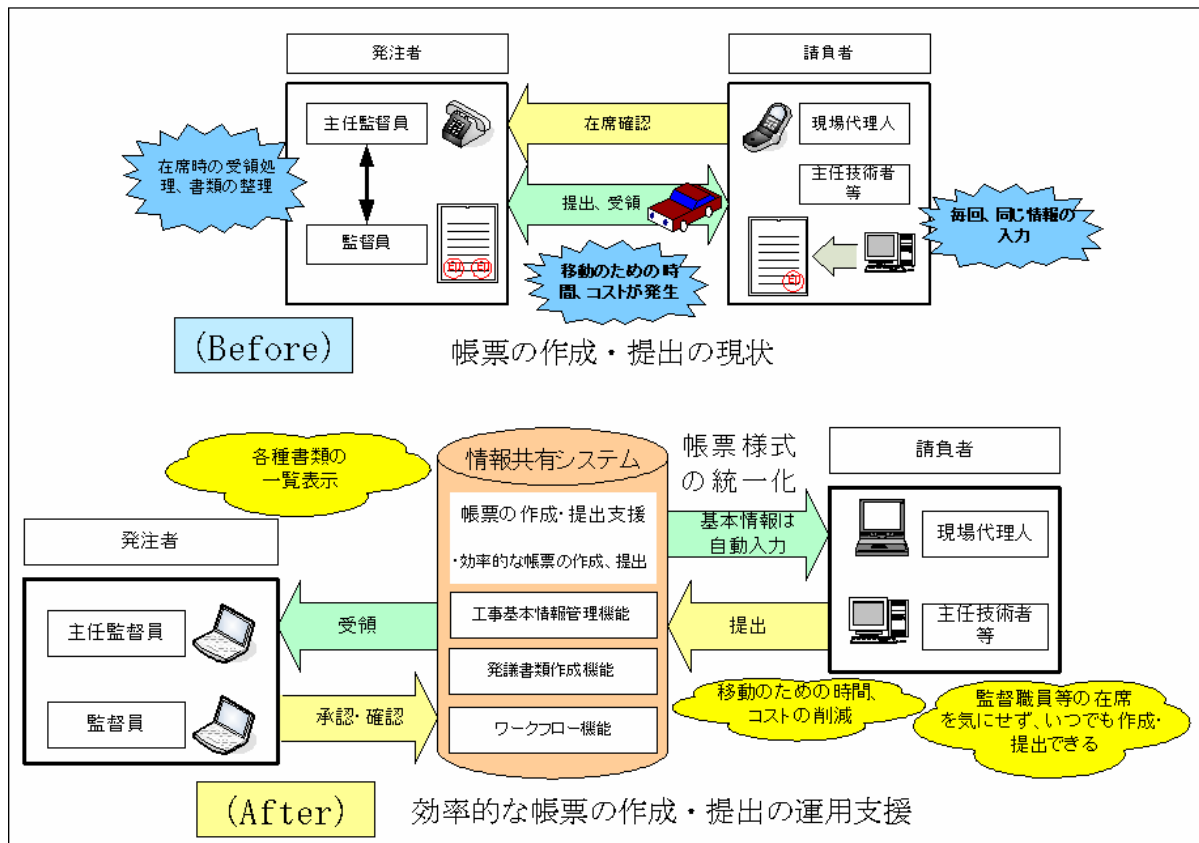 発注者
請負者
主任監督員
在席確認
現場代理人
在席時の受領処
理、書類の整理
主任技術者
等
提出、受領
毎回、同じ情報の
入力
監督員
印 印
印
移動のための時
間、コストが発生
(Before)
帳票の作成・提出の現状
各種書類の
一覧表示
情報共有システム
帳票様式
の統一化
請負者
帳票の作成・提出支援
・効率的な帳票の作成、提出
基本情報は
自動入力
現場代理人
発注者
工事基本情報管理機能
主任監督員
受領
提出
主任技術者
等
発議書類作成機能
監督員
承認・確認
ワークフロー機能
移動のための時間、
コストの削減
監督職員等の在席
を気にせず、いつでも作成・
提出できる
(After)
効率的な帳票の作成・提出の運用支援